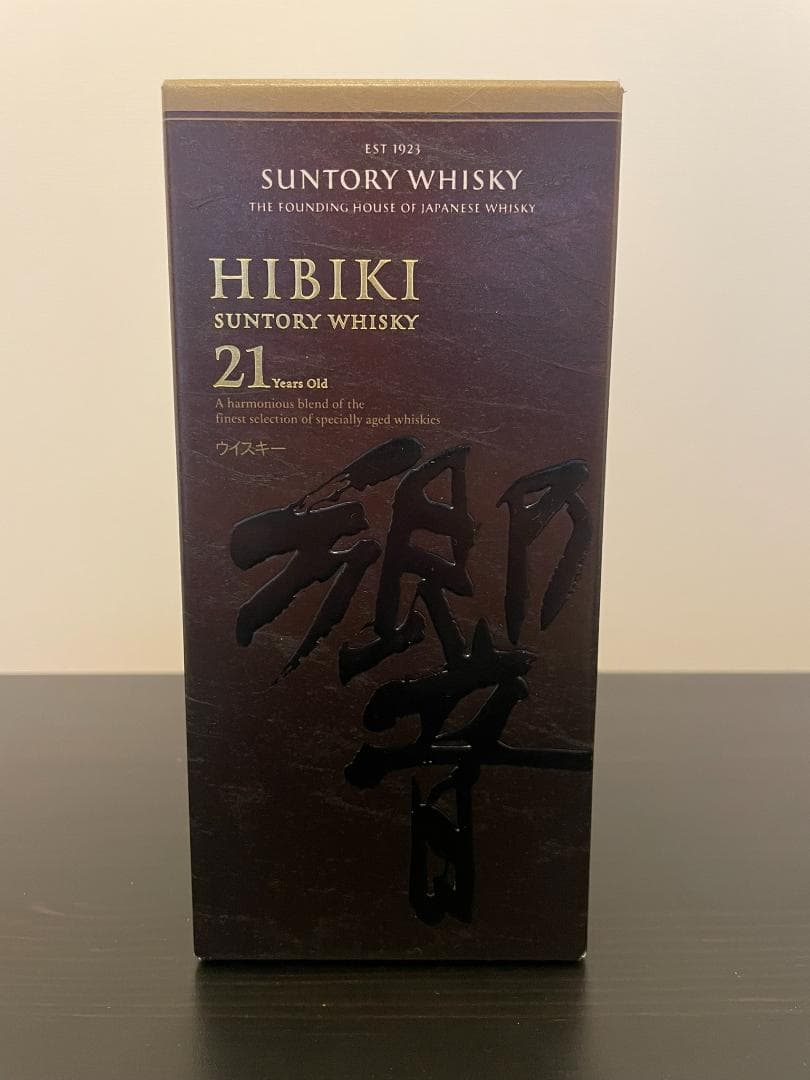 EST 1923
SUNTORY WHISKY
THE FOUNDING HOUSE OF JAPANESE WHISKY
HIBIKI
SUNTORY WHISKY
21 Years Old
A harmonious blend of the
finest selection of specially aged whiskies
ウイスキー
響